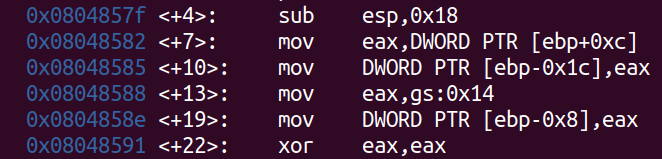 0x0804857f <+4>: sub esp,0x18
0x08048582 <+7>: mov eax,DWORD PTR [ebp+0xc]
0x08048585 <+10>: mov DWORD PTR [ebp-0x1c],eax
0x08048588 <+13>: mov eax,gs:0x14
0x0804858e <+19>: mov DWORD PTR [ebp-0x8],eax
0x08048591 <+22>: xor eax,eax